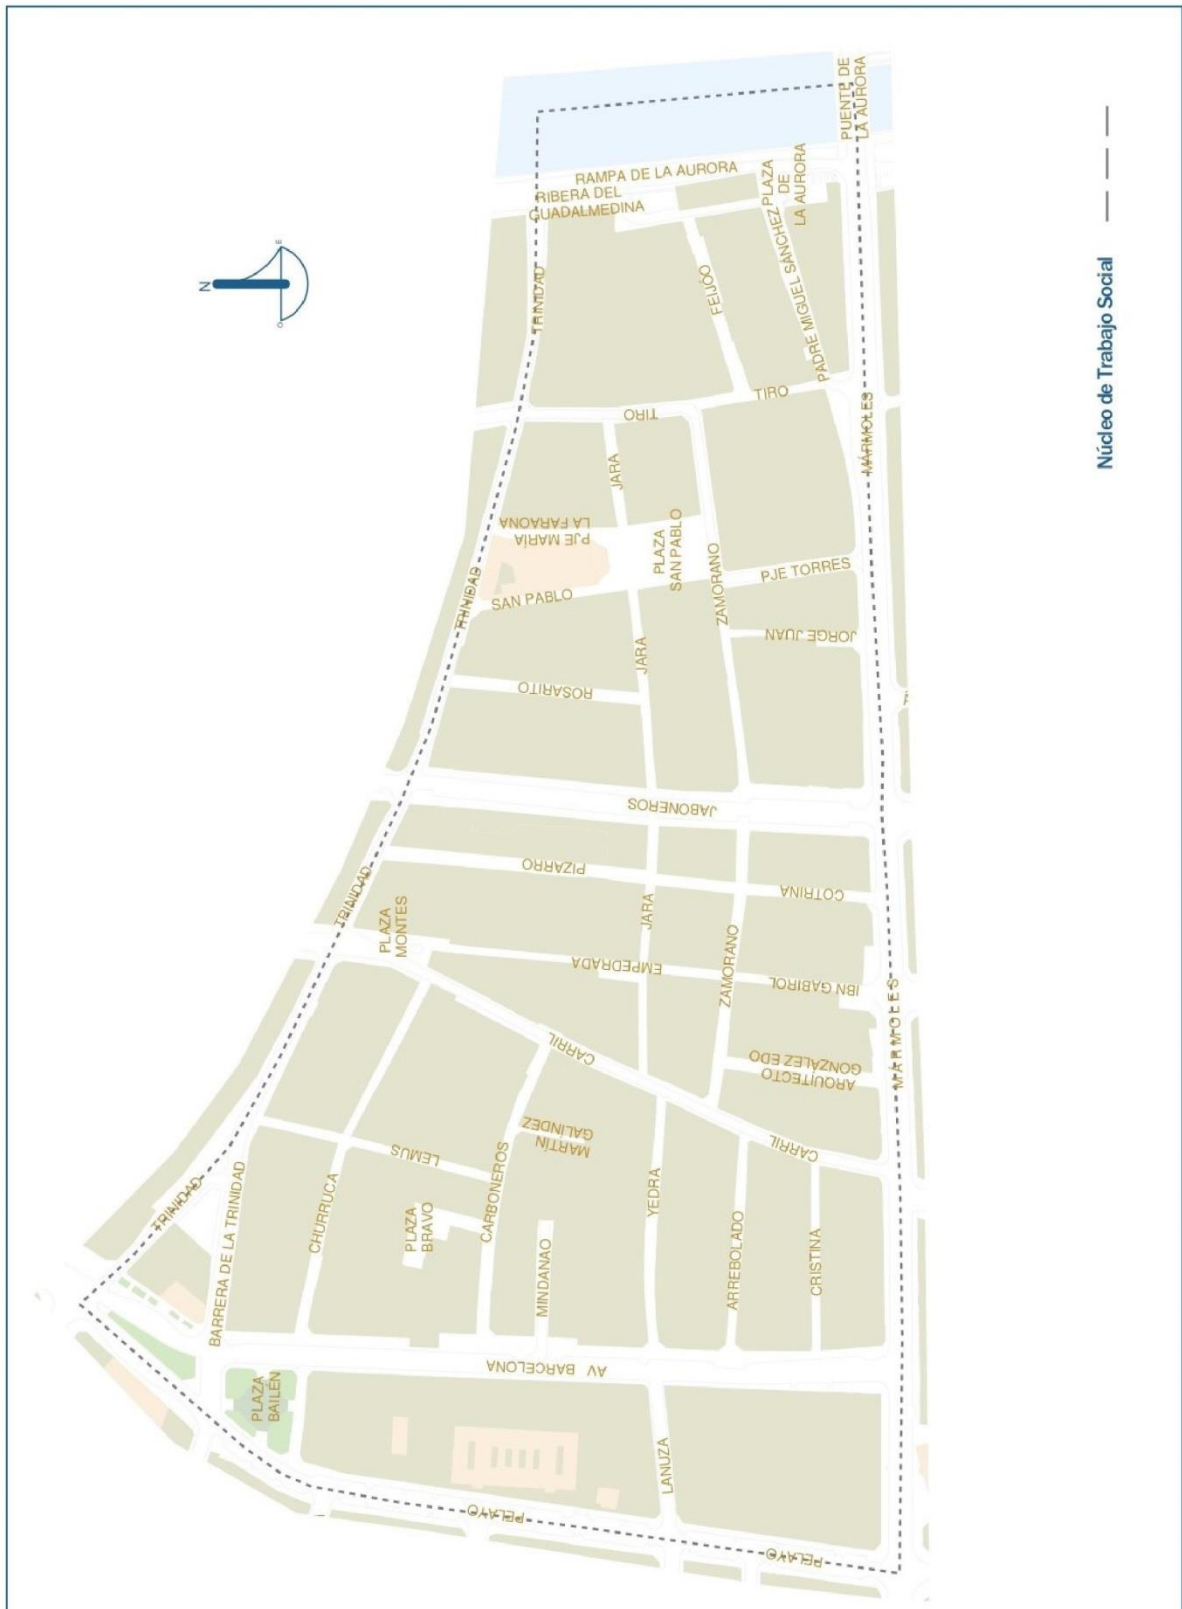 PUENTE DE
LA AURORA
RAMPA DE LA AURORA
PLAZA
DE
LA AURORA
RIBERA DEL
GUADALMEDINA
PADRE MIGUEL SÁNCHEZ
FEIJÓO
TRINIDAD
N
E
O
Núcleo de Trabajo Social
TIRO
TIRO
MÁRMOLES
JARA
PJE MARÍA
LA FARAONA
PLAZA
SAN PABLO
ZAMORANO
PJE TORRES
SAN PABLO
TRINIDAD
JORGE JUAN
JARA
ROSARITO
JABONEROS
PIZARRO
COTRINA
TRINIDAD
PLAZA
MONTES
JARA
EMPEDRADA
ZAMORANO
IBN GABIROL
MÁRMOLES
CARRIL
ARQUITECTO
GONZÁLEZ EDO
MARTÍN
GALINDEZ
CARRIL
LEMUS
CARBONEROS
YEDRA
TRINIDAD
BARRERA DE LA TRINIDAD
CHURRUCA
PLAZA
BRAVO
MINDANAO
ARREBOLADO
CRISTINA
AV BARCELONA
PLAZA
BAILÉN
LANUZA
PELAYO
PELAYO